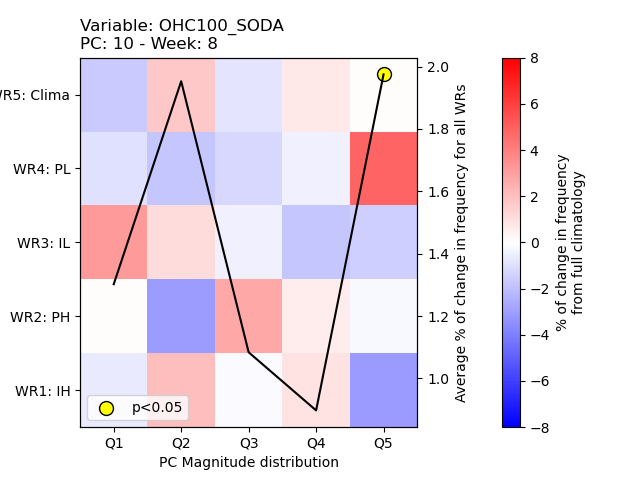 Variable: OHC100_SODA
PC: 10 - Week: 8
WR5: Clima
WR4: PL
WR3: IL
WR2: PH
WR1: IH
Q1 Q2 Q3 Q4 Q5
PC Magnitude distribution
p<0.05
2.0
1.8
1.6
1.4
1.2
1.0
Average % of change in frequency for all WRs
8
6
4
2
0
−2
−4
−6
−8
% of change in frequency
from full climatology